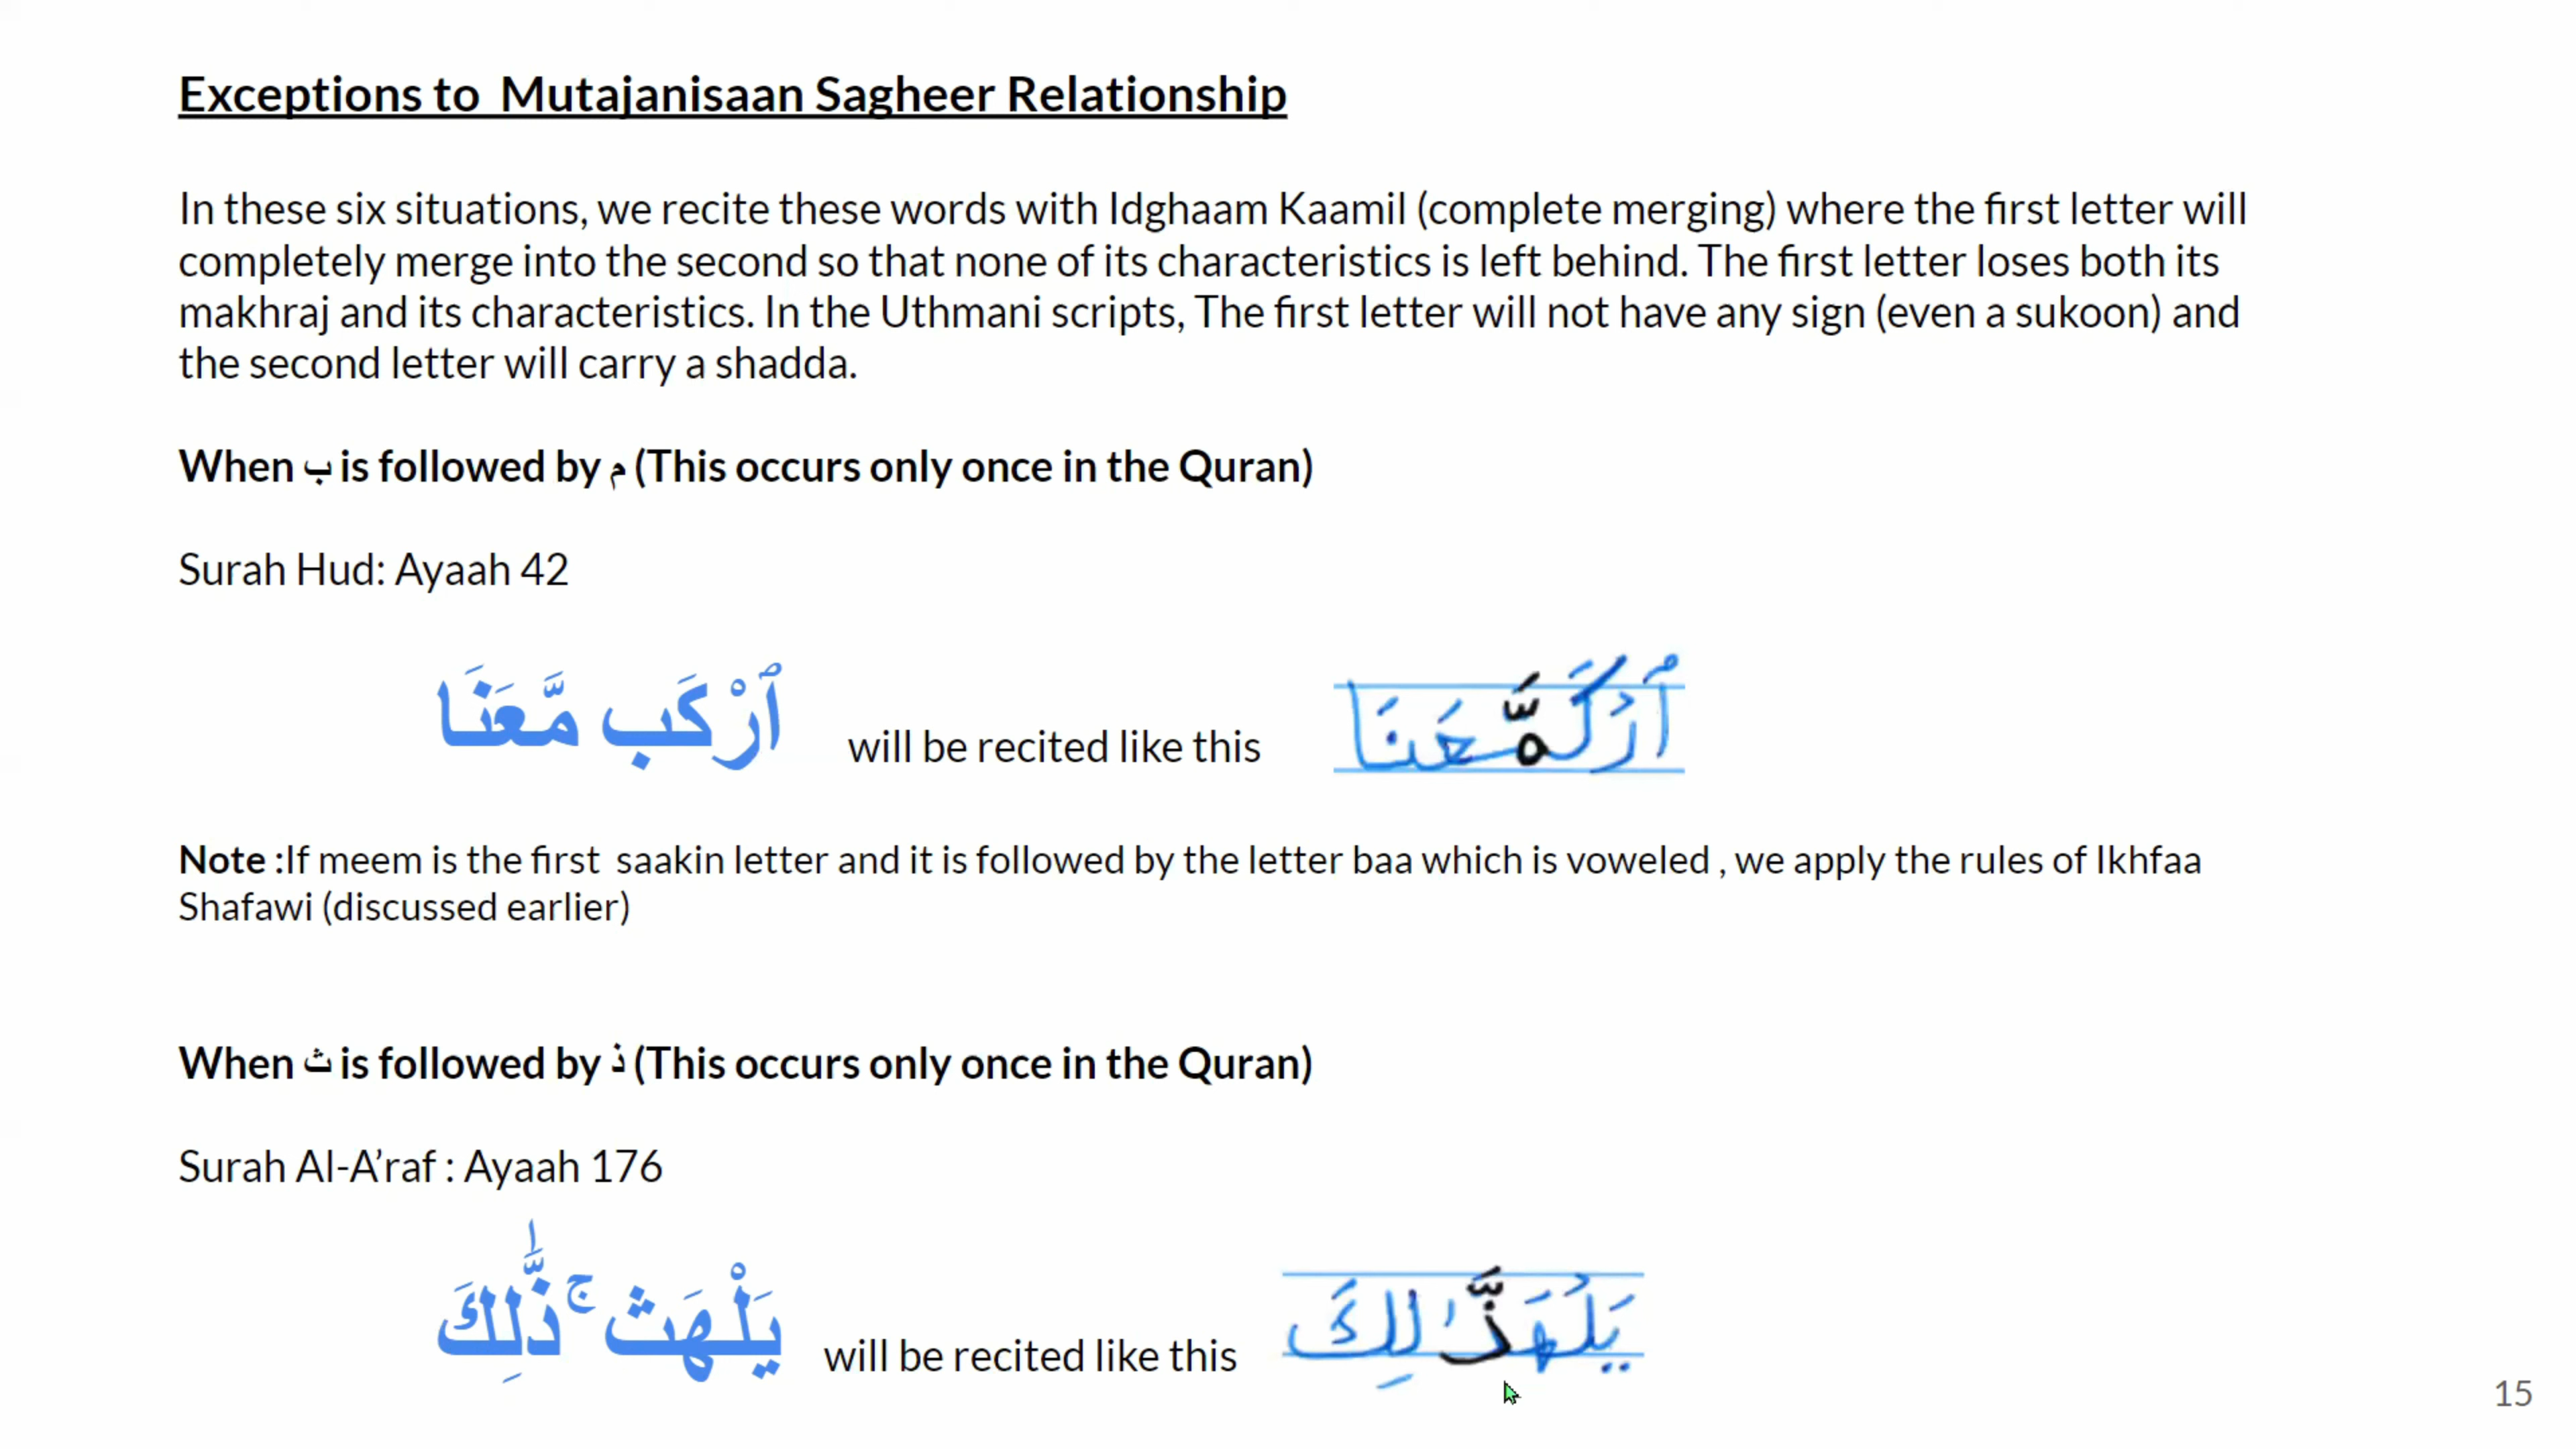 Exceptions to Mutajanisaan Sagheer Relationship
In these six situations, we recite these words with Idghaam Kaamil (complete merging) where the first letter will
completely merge into the second so that none of its characteristics is left behind. The first letter loses both its
makhraj and its characteristics. In the Uthmani scripts, The first letter will not have any sign (even a sukoon) and
the second letter will carry a shadda.
When ب is followed by م (This occurs only once in the Quran)
Surah Hud: Ayaah 42
ٱرْكَب مَّعَنَا will be recited like this ٱرْكَمَّعَنَا
Note :If meem is the first saakin letter and it is followed by the letter baa which is voweled , we apply the rules of Ikhfaa
Shafawi (discussed earlier)
When ث is followed by ذ (This occurs only once in the Quran)
Surah Al-A’raf : Ayaah 176
يَلْهَث ۚ ذَّٰلِكَ will be recited like this يَلْهَذَّٰلِكَ
15